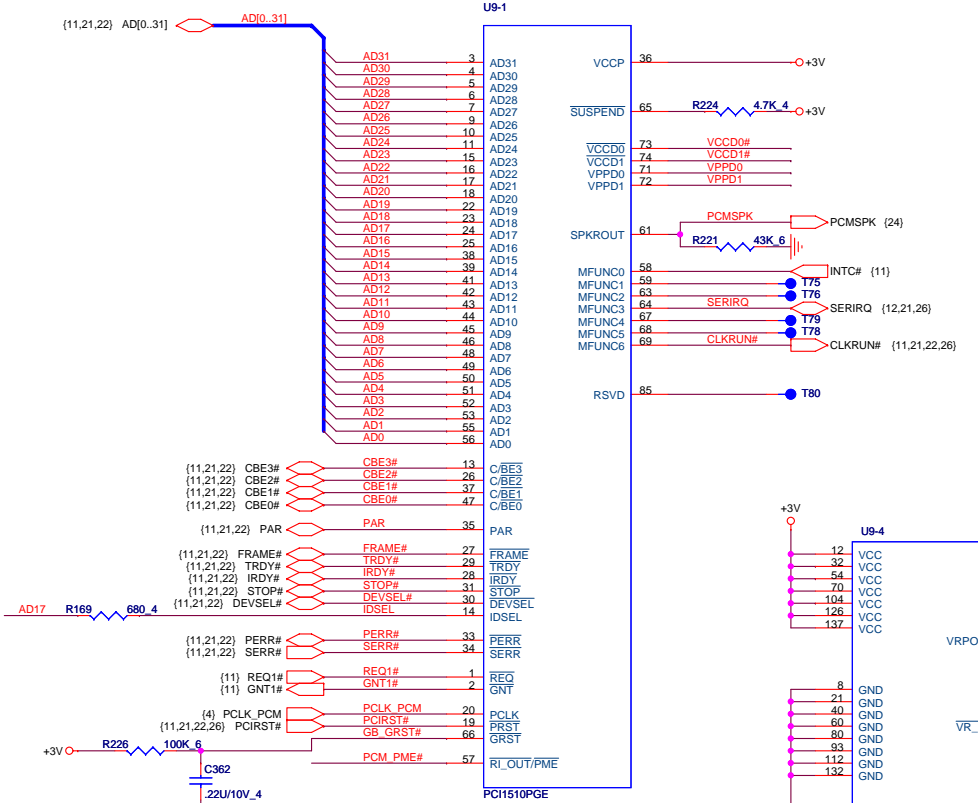 U9-1
{11,21,22} AD[0..31] AD[0..31]
AD31 3 AD31
AD30 4 AD30
AD29 5 AD29
AD28 6 AD28
AD27 7 AD27
AD26 9 AD26
AD25 10 AD25
AD24 11 AD24
AD23 15 AD23
AD22 16 AD22
AD21 17 AD21
AD20 18 AD20
AD19 22 AD19
AD18 23 AD18
AD17 24 AD17
AD16 25 AD16
AD15 38 AD15
AD14 39 AD14
AD13 41 AD13
AD12 42 AD12
AD11 43 AD11
AD10 44 AD10
AD9 45 AD9
AD8 46 AD8
AD7 48 AD7
AD6 49 AD6
AD5 50 AD5
AD4 51 AD4
AD3 52 AD3
AD2 53 AD2
AD1 55 AD1
AD0 56 AD0
{11,21,22} CBE3# CBE3# 13 C/BE3
{11,21,22} CBE2# CBE2# 26 C/BE2
{11,21,22} CBE1# CBE1# 37 C/BE1
{11,21,22} CBE0# CBE0# 47 C/BE0
{11,21,22} PAR PAR 35 PAR
{11,21,22} FRAME# FRAME# 27 FRAME
{11,21,22} TRDY# TRDY# 29 TRDY
{11,21,22} IRDY# IRDY# 28 IRDY
{11,21,22} STOP# STOP# 31 STOP
{11,21,22} DEVSEL# DEVSEL# 30 DEVSEL
AD17 R169 680_4 IDSEL 14 IDSEL
{11,21,22} PERR# PERR# 33 PERR
{11,21,22} SERR# SERR# 34 SERR
{11} REQ1# REQ1# 1 REQ
{11} GNT1# GNT1# 2 GNT
{4} PCLK_PCM PCLK_PCM 20 PCLK
{11,21,22,26} PCIRST# PCIRST# 19 PRST
GB_GRST# 66 GRST
+3V R226 100K_6
PCM_PME# 57 RI_OUT/PME
C362
.22U/10V_4
PCI1510PGE
VCCP 36 +3V
SUSPEND 65 R224 4.7K_4 +3V
VCCD0 73 VCCD0#
VCCD1 74 VCCD1#
VPPD0 71 VPPD0
VPPD1 72 VPPD1
SPKROUT 61 PCMSPK PCMSPK {24}
R221 43K_6
MFUNC0 58 INTC# {11}
MFUNC1 59 T75
MFUNC2 63 T76
MFUNC3 64 SERIRQ SERIRQ {12,21,26}
MFUNC4 67 T79
MFUNC5 68 T78
MFUNC6 69 CLKRUN# CLKRUN# {11,21,22,26}
RSVD 85 T80
+3V
U9-4
12 VCC
32 VCC
54 VCC
70 VCC
104 VCC
126 VCC
137 VCC
VRPO
8 GND
21 GND
40 GND
60 GND VR_
80 GND
93 GND
112 GND
132 GND